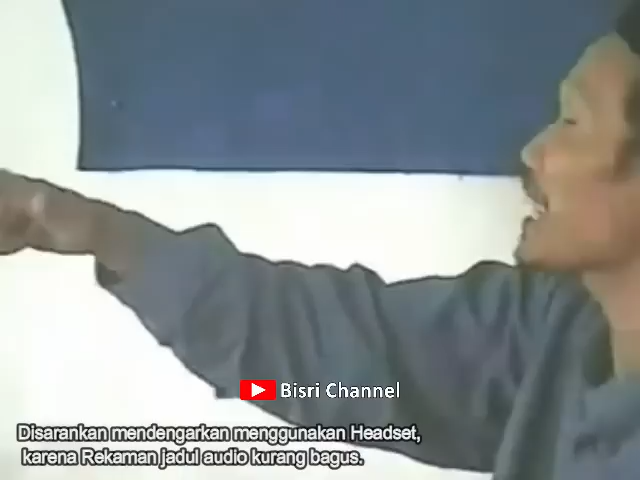 Bisri Channel
Disarankan mendengarkan menggunakan Headset,
karena Rekaman jadul audio kurang bagus.